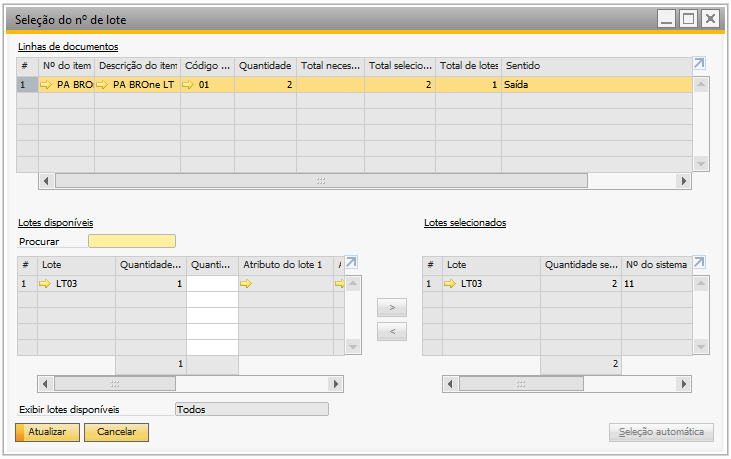 Seleção do nº de lote
Linhas de documentos
# Nº do item Descrição do item Código ... Quantidade Total neces... Total selecio... Total de lotes Sentido
1 PA BROne PA BROne LT 01 2 2 1 Saída
Lotes disponíveis
Procurar
# Lote Quantidade... Quanti... Atributo do lote 1
1 LT03 1
1
Lotes selecionados
# Lote Quantidade se... Nº do sistema
1 LT03 2 11
2
>
<
Exibir lotes disponíveis Todos
Atualizar Cancelar Seleção automática